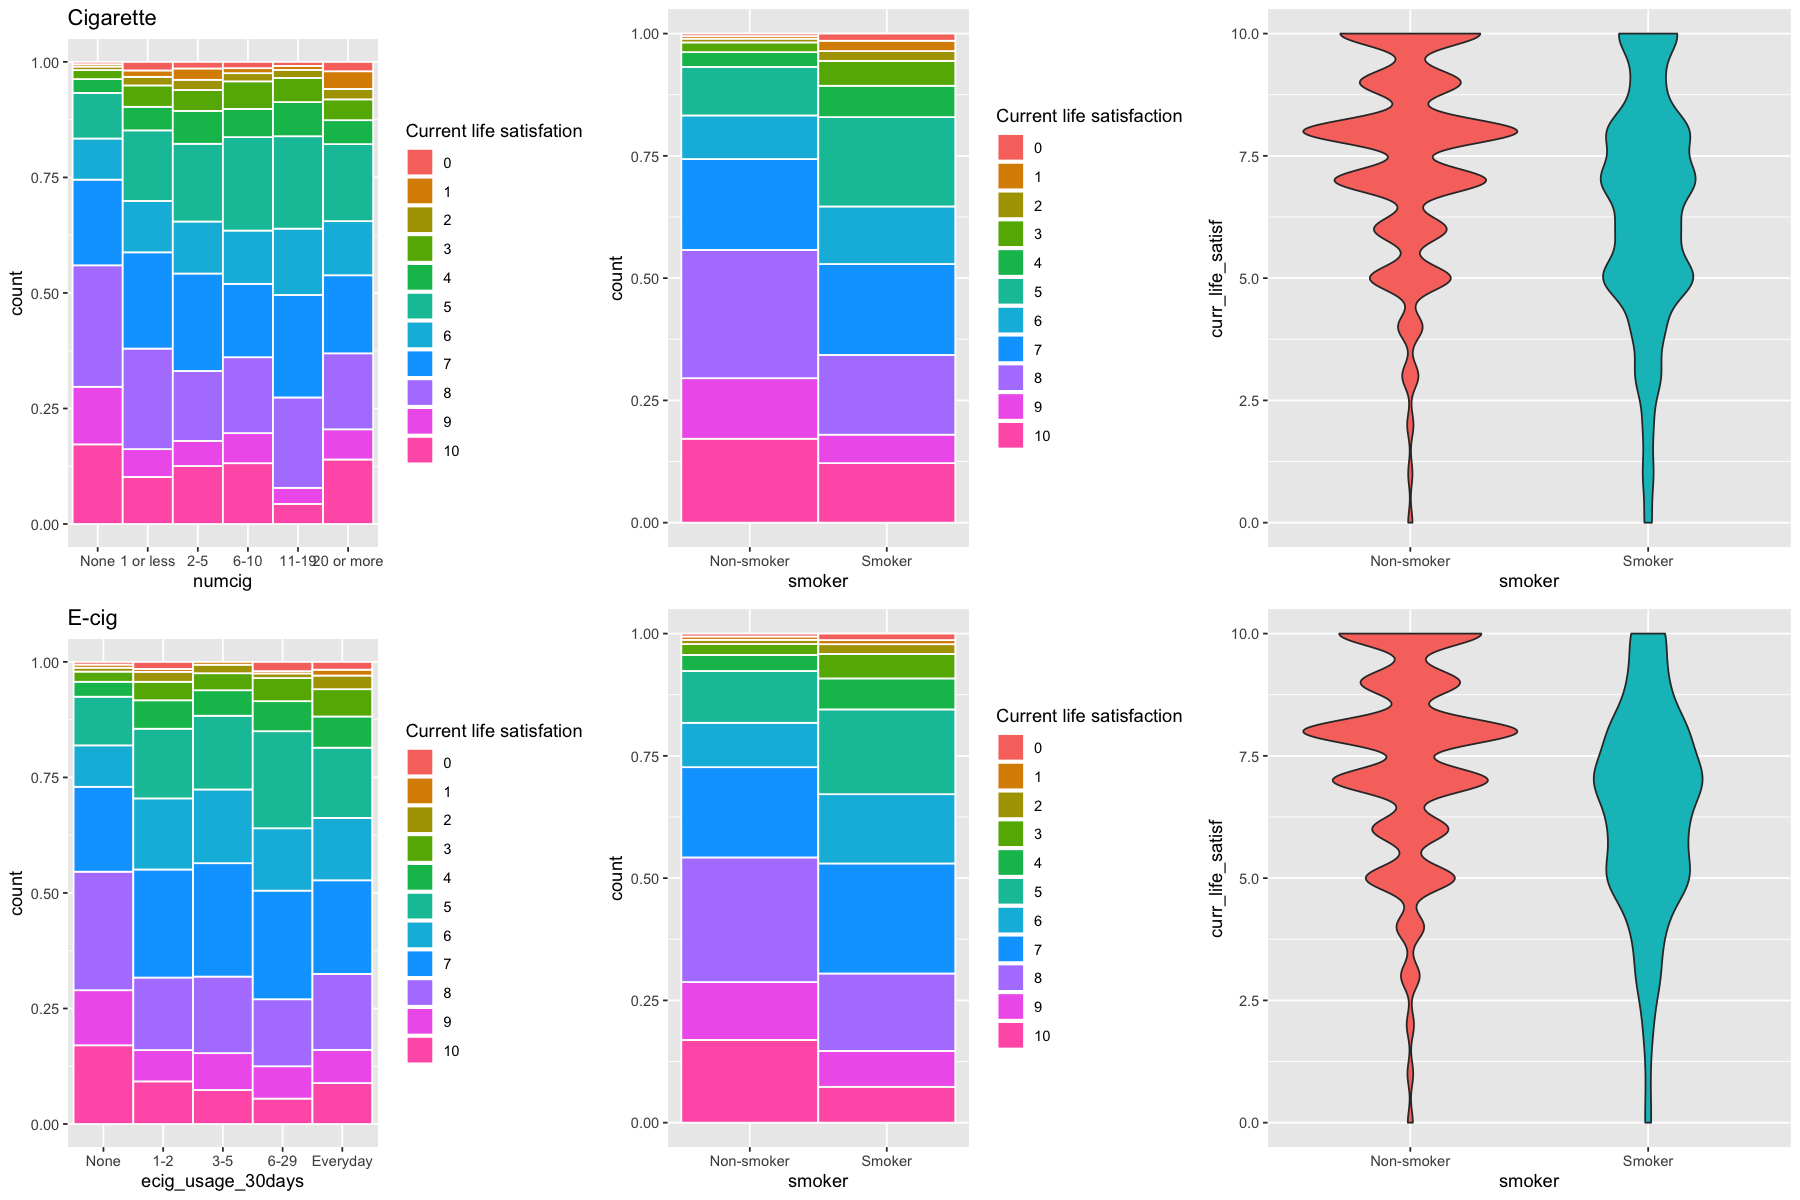 Cigarette
count
1.00
0.75
0.50
0.25
0.00
None
1 or less
2-5
6-10
11-19
20 or more
numcig
Current life satisfation
0
1
2
3
4
5
6
7
8
9
10
count
1.00
0.75
0.50
0.25
0.00
Non-smoker
Smoker
smoker
Current life satisfaction
0
1
2
3
4
5
6
7
8
9
10
curr_life_satisf
10.0
7.5
5.0
2.5
0.0
Non-smoker
Smoker
smoker
E-cig
count
1.00
0.75
0.50
0.25
0.00
None
1-2
3-5
6-29
Everyday
ecig_usage_30days
Current life satisfation
0
1
2
3
4
5
6
7
8
9
10
count
1.00
0.75
0.50
0.25
0.00
Non-smoker
Smoker
smoker
Current life satisfaction
0
1
2
3
4
5
6
7
8
9
10
curr_life_satisf
10.0
7.5
5.0
2.5
0.0
Non-smoker
Smoker
smoker